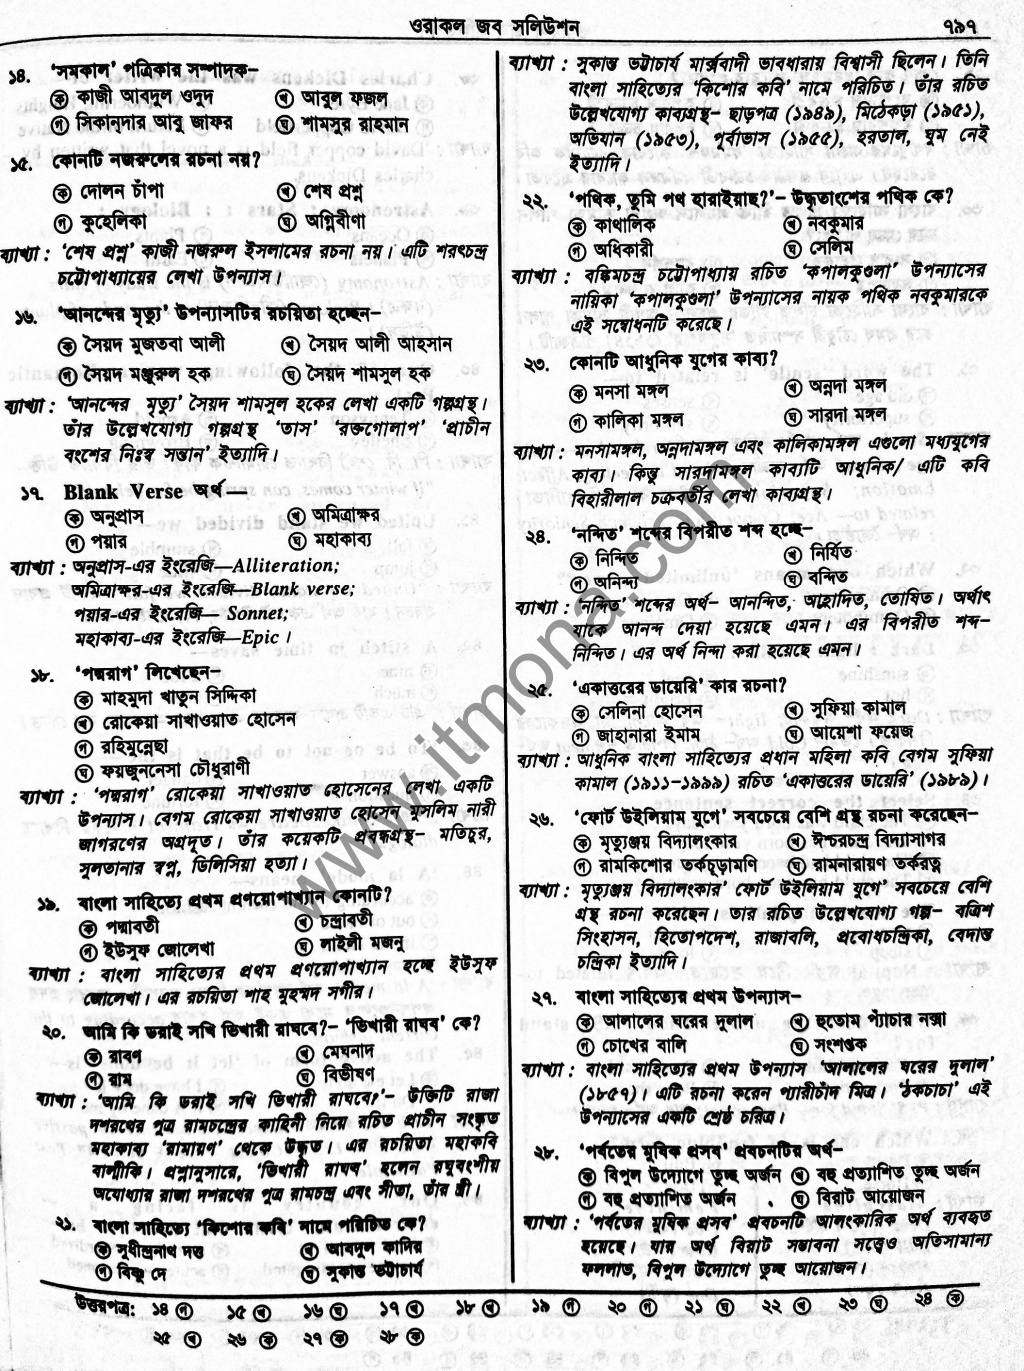 ওরাকল জব সলিউশন ৭৯৭
১৪. 'সমকাল' পত্রিকার সম্পাদক–
ক কাজী আবদুল ওদুদ খ আবুল ফজল
গ সিকান্দার আবু জাফর ঘ শামসুর রাহমান
১৫. কোনটি নজরুলের রচনা নয়?
ক দোলন চাঁপা খ শেষ প্রশ্ন
গ কুহেলিকা ঘ অগ্নিবীণা
ব্যাখ্যা : 'শেষ প্রশ্ন' কাজী নজরুল ইসলামের রচনা নয়। এটি শরৎচন্দ্র
চট্টোপাধ্যায়ের লেখা উপন্যাস।
১৬. 'আনন্দের মৃত্যু' উপন্যাসটির রচয়িতা হচ্ছেন–
ক সৈয়দ মুজতবা আলী খ সৈয়দ আলী আহসান
গ সৈয়দ মঞ্জুরুল হক ঘ সৈয়দ শামসুল হক
ব্যাখ্যা : 'আনন্দের মৃত্যু' সৈয়দ শামসুল হকের লেখা একটি গল্পগ্রন্থ।
তাঁর উল্লেখযোগ্য গল্পগ্রন্থ 'তাস' 'রক্তগোলাপ' 'প্রাচীন
বংশের নিঃস্ব সন্তান' ইত্যাদি।
১৭. Blank Verse অর্থ —
ক অনুপ্রাস খ অমিত্রাক্ষর
গ পয়ার ঘ মহাকাব্য
ব্যাখ্যা : অনুপ্রাস-এর ইংরেজি—Alliteration;
অমিত্রাক্ষর-এর ইংরেজি—Blank verse;
পয়ার-এর ইংরেজি— Sonnet;
মহাকাব্য-এর ইংরেজি—Epic ।
১৮. 'পদ্মরাগ' লিখেছেন–
ক মাহমুদা খাতুন সিদ্দিকা
খ রোকেয়া সাখাওয়াত হোসেন
গ রহিমুন্নেছা
ঘ ফয়জুননেসা চৌধুরাণী
ব্যাখ্যা : 'পদ্মরাগ' রোকেয়া সাখাওয়াত হোসেনের লেখা একটি
উপন্যাস। বেগম রোকেয়া সাখাওয়াত হোসেন মুসলিম নারী
জাগরণের অগ্রদূত। তাঁর কয়েকটি প্রবন্ধগ্রন্থ– মতিচুর,
সুলতানার স্বপ্ন, ডিলিসিয়া হত্যা।
১৯. বাংলা সাহিত্যে প্রথম প্রণয়োপাখ্যান কোনটি?
ক পদ্মাবতী খ চন্দ্রাবতী
গ ইউসুফ জোলেখা ঘ লাইলী মজনু
ব্যাখ্যা : বাংলা সাহিত্যের প্রথম প্রণয়োপাখ্যান হচ্ছে ইউসুফ
জোলেখা। এর রচয়িতা শাহ মুহম্মদ সগীর।
২০. আমি কি ডরাই সখি ভিখারী রাঘবে?– 'ভিখারী রাঘব' কে?
ক রাবণ খ মেঘনাদ
গ রাম ঘ বিভীষণ
ব্যাখ্যা : 'আমি কি ডরাই সখি ভিখারী রাঘবে?'– উক্তিটি রাজা
দশরথের পুত্র রামচন্দ্রের কাহিনী নিয়ে রচিত প্রাচীন সংস্কৃত
মহাকাব্য 'রামায়ণ' থেকে উদ্ধৃত। এর রচয়িতা মহাকবি
বাল্মীকি। প্রশ্নানুসারে, 'ভিখারী রাঘব' হলেন রঘুবংশীয়
অযোধ্যার রাজা দশরথের পুত্র রামচন্দ্র এবং সীতা, তাঁর স্ত্রী।
২১. বাংলা সাহিত্যে 'কিশোর কবি' নামে পরিচিত কে?
ক সুধীন্দ্রনাথ দত্ত খ আবদুল কাদির
গ বিষ্ণু দে ঘ সুকান্ত ভট্টাচার্য
ব্যাখ্যা : সুকান্ত ভট্টাচার্য মার্ক্সবাদী ভাবধারায় বিশ্বাসী ছিলেন। তিনি
বাংলা সাহিত্যের 'কিশোর কবি' নামে পরিচিত। তাঁর রচিত
উল্লেখযোগ্য কাব্যগ্রন্থ– ছাড়পত্র (১৯৪৯), মিঠেকড়া (১৯৫১),
অভিযান (১৯৫৩), পূর্বাভাস (১৯৫৫), হরতাল, ঘুম নেই
ইত্যাদি।
২২. 'পথিক, তুমি পথ হারাইয়াছ?'– উদ্ধৃতাংশের পথিক কে?
ক কাথালিক খ নবকুমার
গ অধিকারী ঘ সেলিম
ব্যাখ্যা : বঙ্কিমচন্দ্র চট্টোপাধ্যায় রচিত 'কপালকুণ্ডলা' উপন্যাসের
নায়িকা 'কপালকুণ্ডলা' উপন্যাসের নায়ক পথিক নবকুমারকে
এই সম্বোধনটি করেছে।
২৩. কোনটি আধুনিক যুগের কাব্য?
ক মনসা মঙ্গল খ অন্নদা মঙ্গল
গ কালিকা মঙ্গল ঘ সারদা মঙ্গল
ব্যাখ্যা : মনসামঙ্গল, অন্নদামঙ্গল এবং কালিকামঙ্গল এগুলো মধ্যযুগের
কাব্য। কিন্তু সারদামঙ্গল কাব্যটি আধুনিক/ এটি কবি
বিহারীলাল চক্রবর্তীর লেখা কাব্যগ্রন্থ।
২৪. 'নন্দিত' শব্দের বিপরীত শব্দ হচ্ছে–
ক নিন্দিত খ নির্যিত
গ অনিন্দ্য ঘ বন্দিত
ব্যাখ্যা : 'নন্দিত' শব্দের অর্থ– আনন্দিত, আহ্লাদিত, তোষিত। অর্থাৎ
যাকে আনন্দ দেয়া হয়েছে এমন। এর বিপরীত শব্দ–
নিন্দিত। এর অর্থ নিন্দা করা হয়েছে এমন।
২৫. 'একাত্তরের ডায়েরি' কার রচনা?
ক সেলিনা হোসেন খ সুফিয়া কামাল
গ জাহানারা ইমাম ঘ আয়েশা ফয়েজ
ব্যাখ্যা : আধুনিক বাংলা সাহিত্যের প্রধান মহিলা কবি বেগম সুফিয়া
কামাল (১৯১১–১৯৯৯) রচিত 'একাত্তরের ডায়েরি' (১৯৮৯)।
২৬. 'ফোর্ট উইলিয়াম যুগে' সবচেয়ে বেশি গ্রন্থ রচনা করেছেন–
ক মৃত্যুঞ্জয় বিদ্যালংকার খ ঈশ্বরচন্দ্র বিদ্যাসাগর
গ রামকিশোর তর্কচূড়ামণি ঘ রামনারায়ণ তর্করত্ন
ব্যাখ্যা : মৃত্যুঞ্জয় বিদ্যালংকার' ফোর্ট উইলিয়াম যুগে' সবচেয়ে বেশি
গ্রন্থ রচনা করেছেন। তার রচিত উল্লেখযোগ্য গল্প– বত্রিশ
সিংহাসন, হিতোপদেশ, রাজাবলি, প্রবোধচন্দ্রিকা, বেদান্ত
চন্দ্রিকা ইত্যাদি।
২৭. বাংলা সাহিত্যের প্রথম উপন্যাস–
ক আলালের ঘরের দুলাল খ হুতোম প্যাঁচার নক্সা
গ চোখের বালি ঘ সংশপ্তক
ব্যাখ্যা : বাংলা সাহিত্যের প্রথম উপন্যাস 'আলালের ঘরের দুলাল'
(১৮৫৭)। এটি রচনা করেন প্যারীচাঁদ মিত্র। 'ঠকচাচা' এই
উপন্যাসের একটি শ্রেষ্ঠ চরিত্র।
২৮. 'পর্বতের মুষিক প্রসব' প্রবচনটির অর্থ–
ক বিপুল উদ্যোগে তুচ্ছ অর্জন খ বহু প্রত্যাশিত তুচ্ছ অর্জন
গ বহু প্রত্যাশিত অর্জন ঘ বিরাট আয়োজন
ব্যাখ্যা : 'পর্বতের মুষিক প্রসব' প্রবচনটি আলংকারিক অর্থ ব্যবহৃত
হয়েছে। যার অর্থ বিরাট সম্ভাবনা সত্ত্বেও অতিসামান্য
ফললাভ, বিপুল উদ্যোগে তুচ্ছ আয়োজন।
উত্তরপত্র: ১৪ গ ১৫ খ ১৬ ঘ ১৭ খ ১৮ খ ১৯ গ ২০ গ ২১ ঘ ২২ খ ২৩ ঘ ২৪ ক
২৫ খ ২৬ ক ২৭ ক ২৮ ক
www.itmona.com